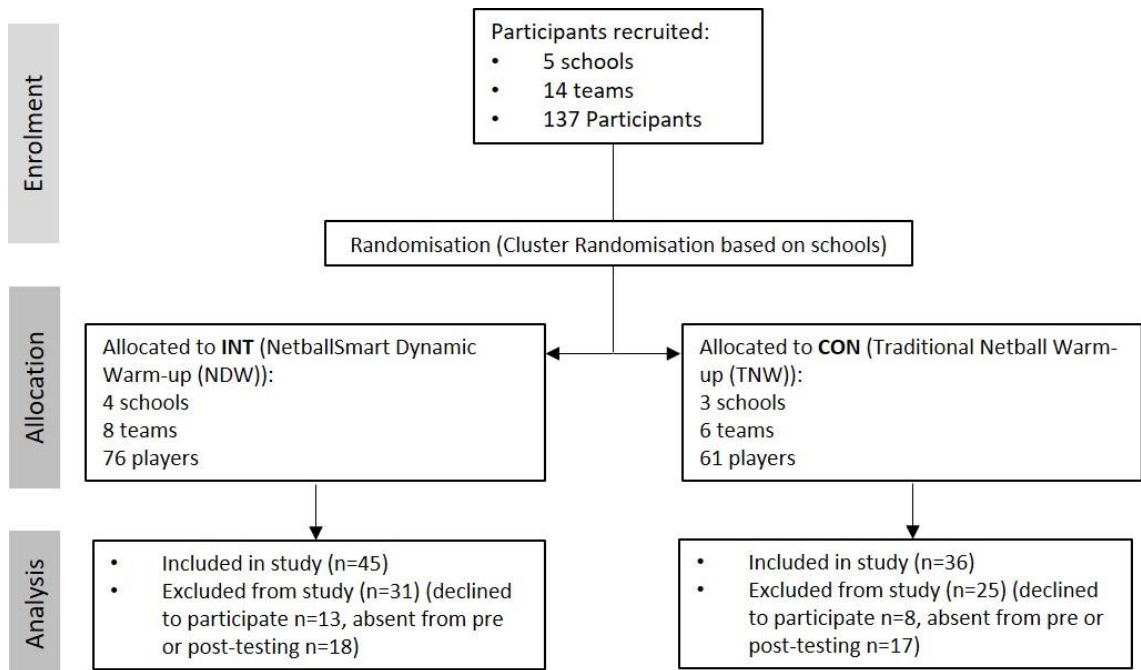 Enrolment
Participants recruited:
• 5 schools
• 14 teams
• 137 Participants
Randomisation (Cluster Randomisation based on schools)
Allocation
Allocated to INT (NetballSmart Dynamic
Warm-up (NDW)):
4 schools
8 teams
76 players
Allocated to CON (Traditional Netball Warm-
up (TNW)):
3 schools
6 teams
61 players
Analysis
• Included in study (n=45)
• Excluded from study (n=31) (declined
to participate n=13, absent from pre
or post-testing n=18)
• Included in study (n=36)
• Excluded from study (n=25) (declined
to participate n=8, absent from pre or
post-testing n=17)